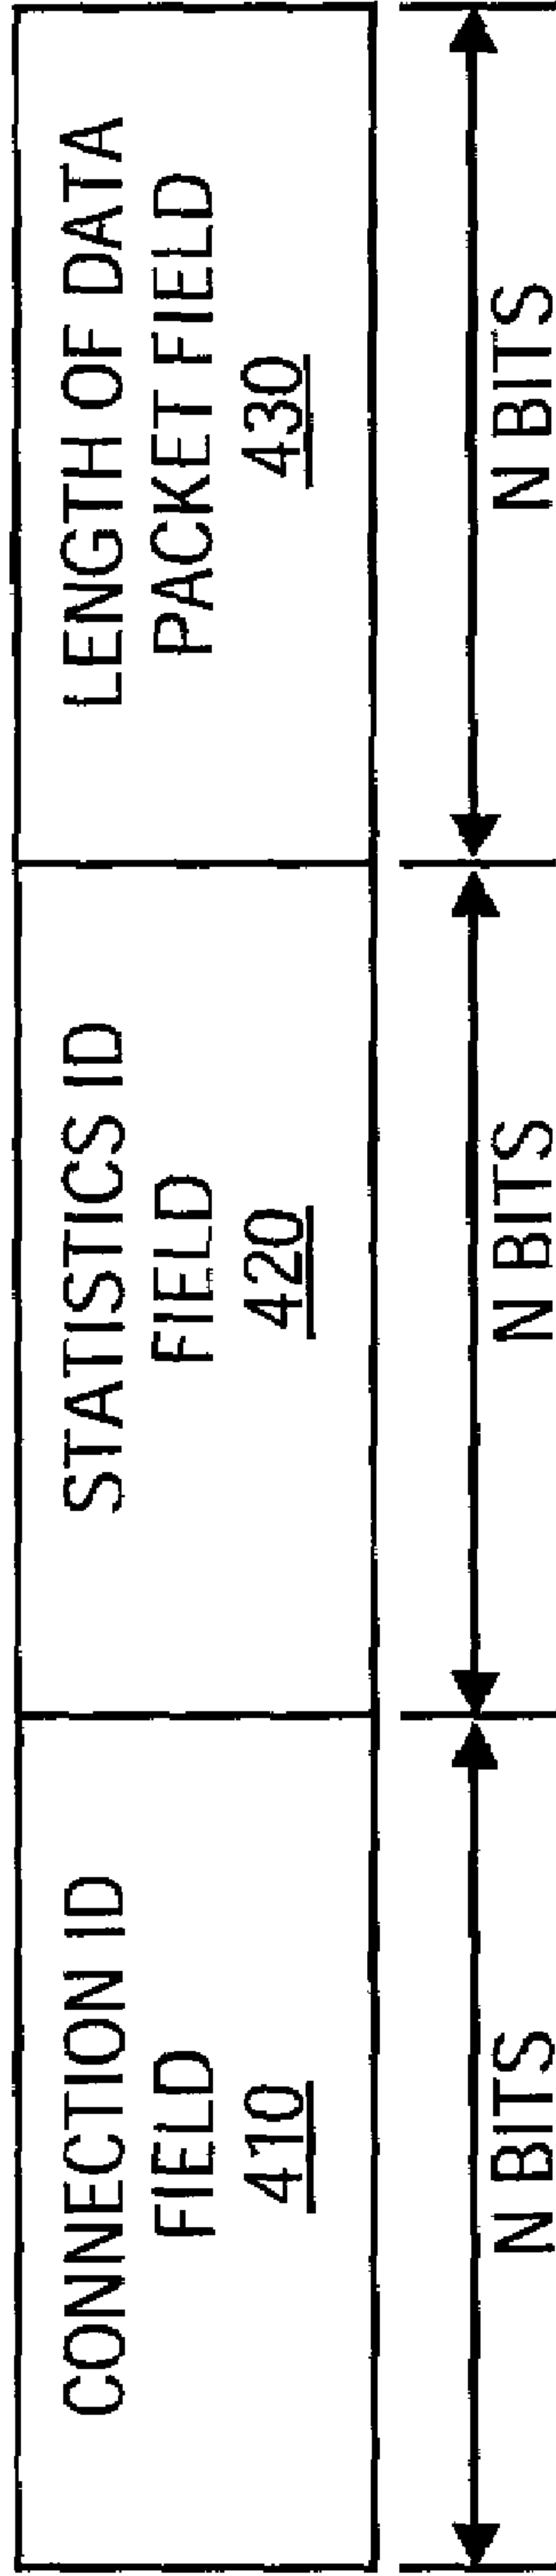 CONNECTION ID
FIELD
410
STATISTICS ID
FIELD
420
LENGTH OF DATA
PACKET FIELD
430
N BITS
N BITS
N BITS